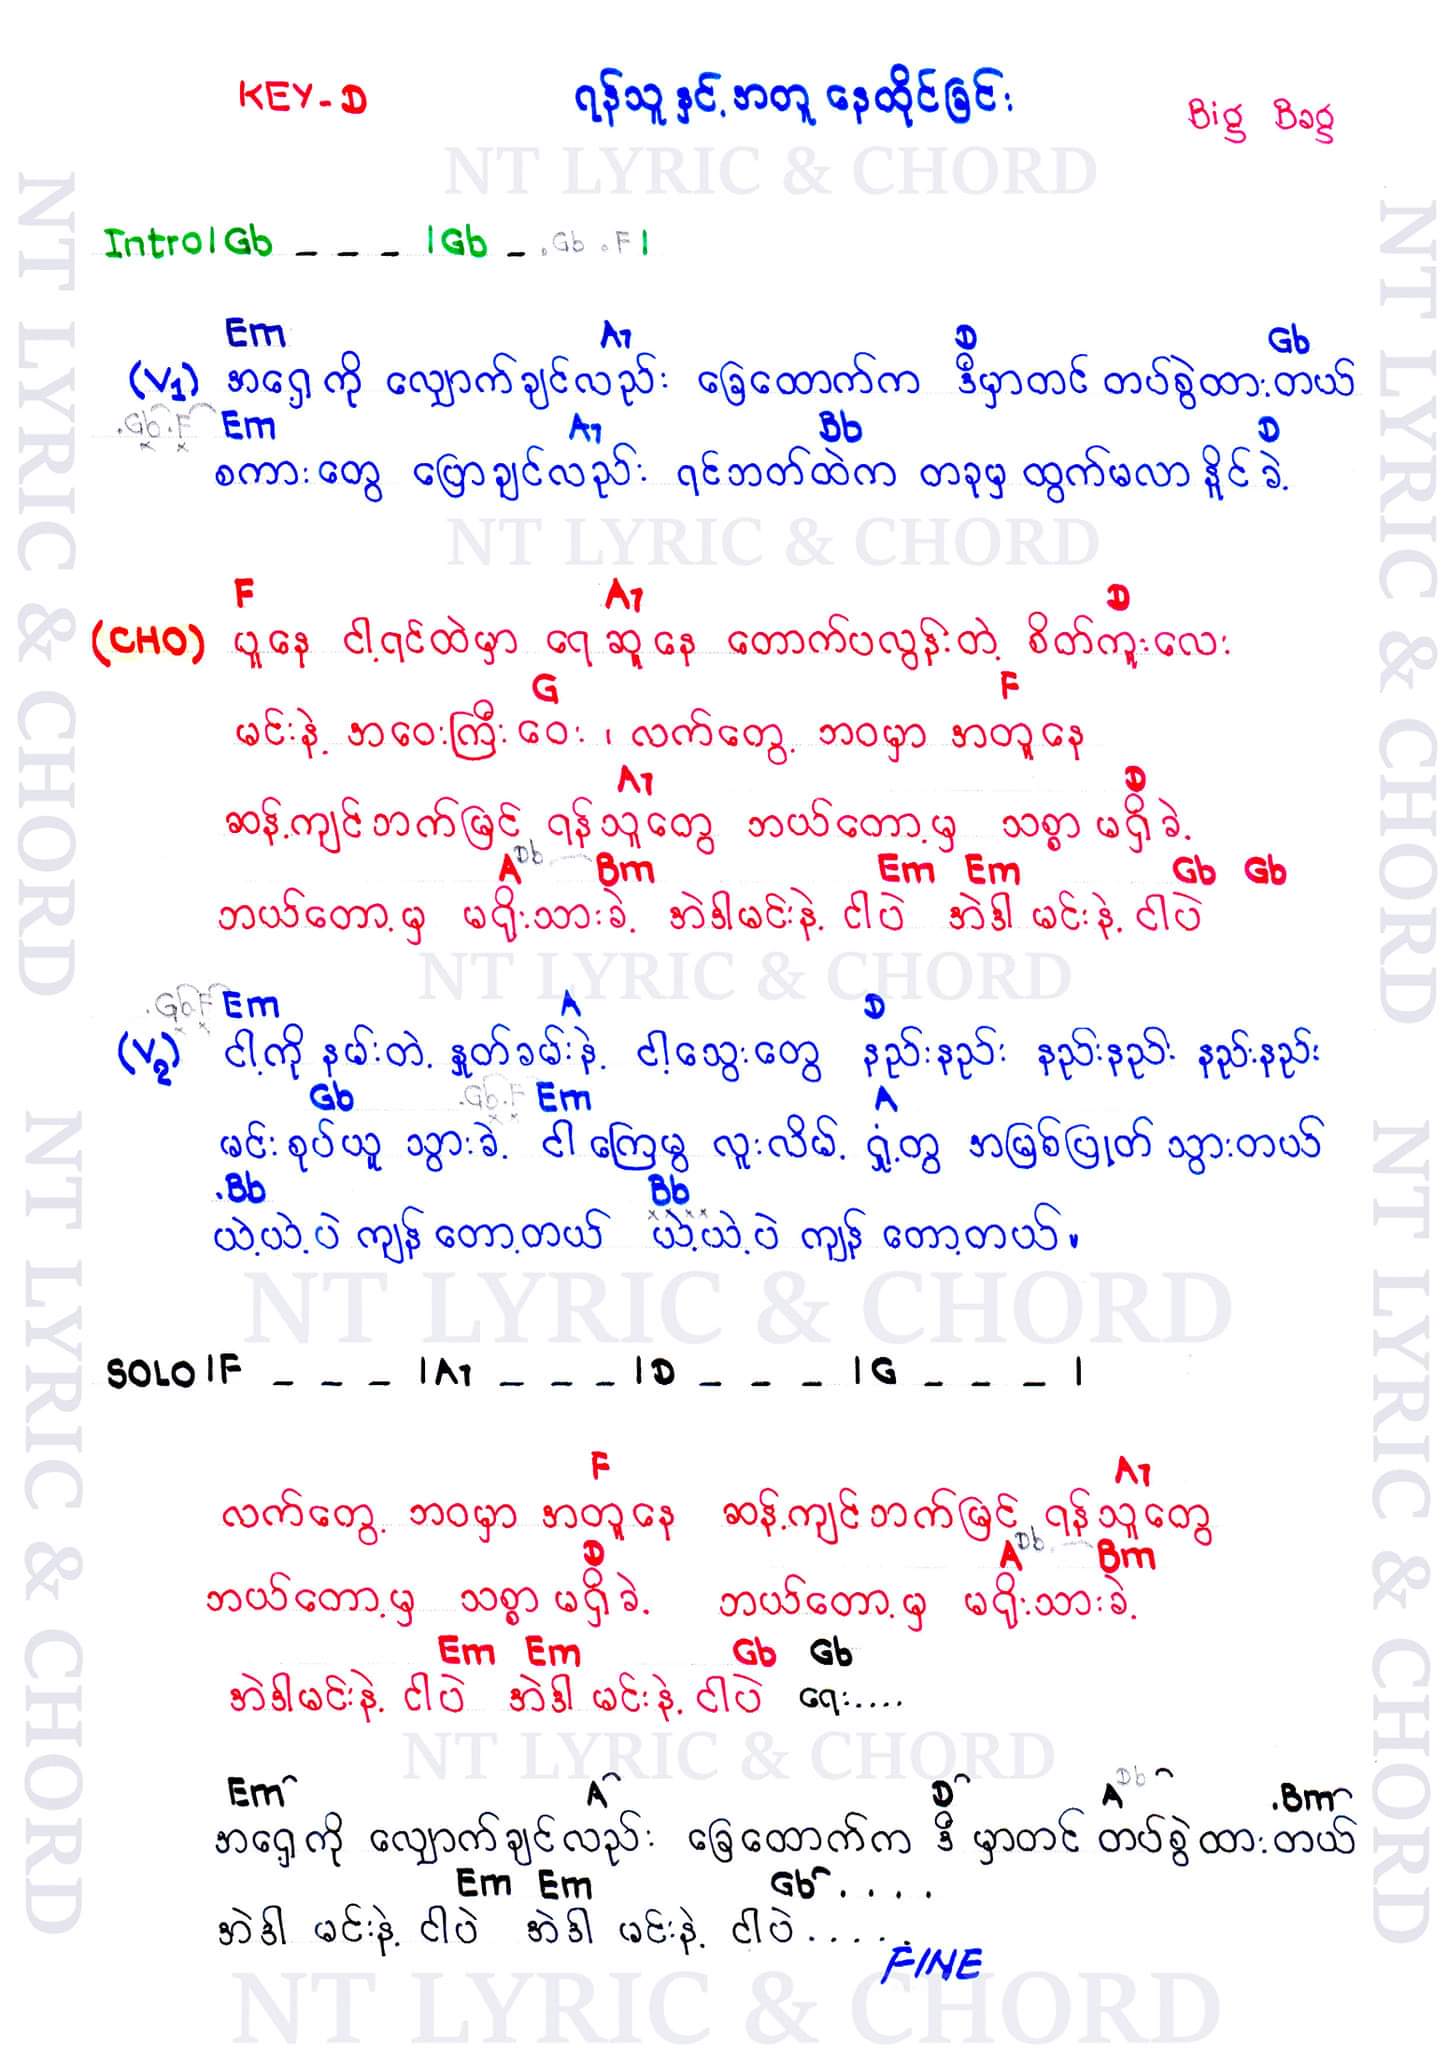 KEY-D ရန်သူနှင့်အတူ နေထိုင်ခြင်း Big Bag
NT LYRIC & CHORD
Intro|Gb _ _ _ |Gb _ .Gb .F|
Em A7 D Gb
(V1) အရှေ့ကို လျှောက်ချင်လည်း ခြေထောက်က ဒီမှာတင် တပ်စွဲထားတယ်
.Gb.F Em A7 Bb D
စကားတွေ ပြောချင်လည်း ရင်ဘတ်ထဲက တခုမှ ထွက်မလာနိူင်ခဲ့
NT LYRIC & CHORD
F A7 D
(CHO) ပူနေ ငါ့ရင်ထဲမှာ ရေဆူနေ တောက်ပလွန်းတဲ့ စိတ်ကူးလေး
G F
မင်းနဲ့ အဝေးကြီးဝေး ၊ လက်တွေ့ ဘဝမှာ အတူနေ
A7 D
ဆန့်ကျင်ဘက်မြင့် ရန်သူတွေ ဘယ်တော့မှ သစ္စာ မရှိခဲ့
A Db Bm Em Em Gb Gb
ဘယ်တော့မှ မရိုးသားခဲ့ အဲဒါမင်းနဲ့ ငါပဲ အဲဒါ မင်းနဲ့ ငါပဲ
NT LYRIC & CHORD
.Gb.F Em A D
(V2) ငါ့ကို နမ်းတဲ့ နှုတ်ခမ်းနဲ့ ငါ့သွေးတွေ နည်းနည်း နည်းနည်း နည်းနည်း
Gb .Gb.F Em A
မင်းစုပ်ယူ သွားခဲ့ ငါကြေမွ လူးလိမ့် ရှုံ့တွ အမြစ်ပြုတ် သွားတယ်
.Bb Bb
ယဲ့ယဲ့ပဲ ကျန်တော့တယ် ယဲ့ယဲ့ပဲ ကျန်တော့တယ်။
NT LYRIC & CHORD
SOLO|F _ _ _ |A7 _ _ _ |D _ _ _ |G _ _ _ |
F A7
လက်တွေ့ ဘဝမှာ အတူနေ ဆန့်ကျင်ဘက်မြင့် ရန်သူတွေ
D A Db Bm
ဘယ်တော့မှ သစ္စာ မရှိခဲ့ ဘယ်တော့မှ မရိုးသားခဲ့
Em Em Gb Gb
အဲဒါမင်းနဲ့ ငါပဲ အဲဒါ မင်းနဲ့ ငါပဲ ရေး....
NT LYRIC & CHORD
Em A D A Db .Bm
အရှေ့ကို လျှောက်ချင်လည်း ခြေထောက်က ဒီမှာတင် တပ်စွဲထားတယ်
Em Em Gb ....
အဲဒါ မင်းနဲ့ ငါပဲ အဲဒါ မင်းနဲ့ ငါပဲ.....
FINE
NT LYRIC & CHORD
NT LYRIC & CHORD
NT LYRIC & CHORD
NT LYRIC & CHORD
NT LYRIC & CHORD